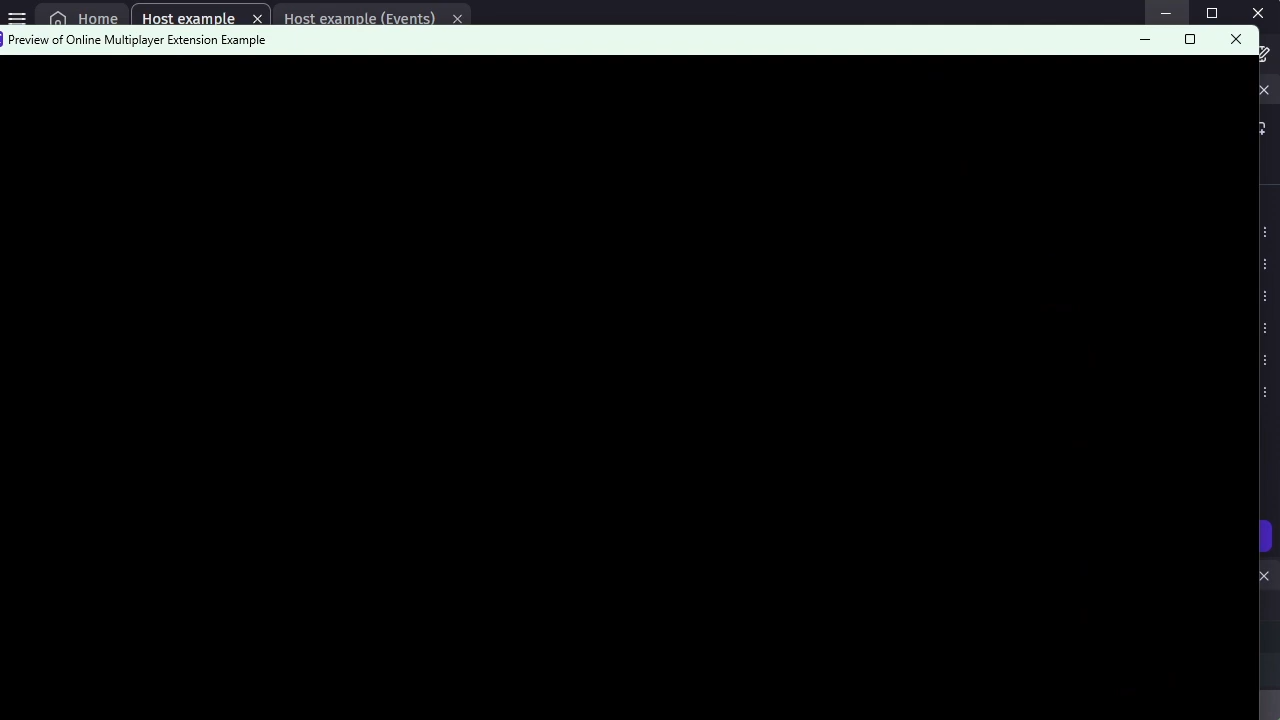 Home
Host example
Host example (Events)
Preview of Online Multiplayer Extension Example